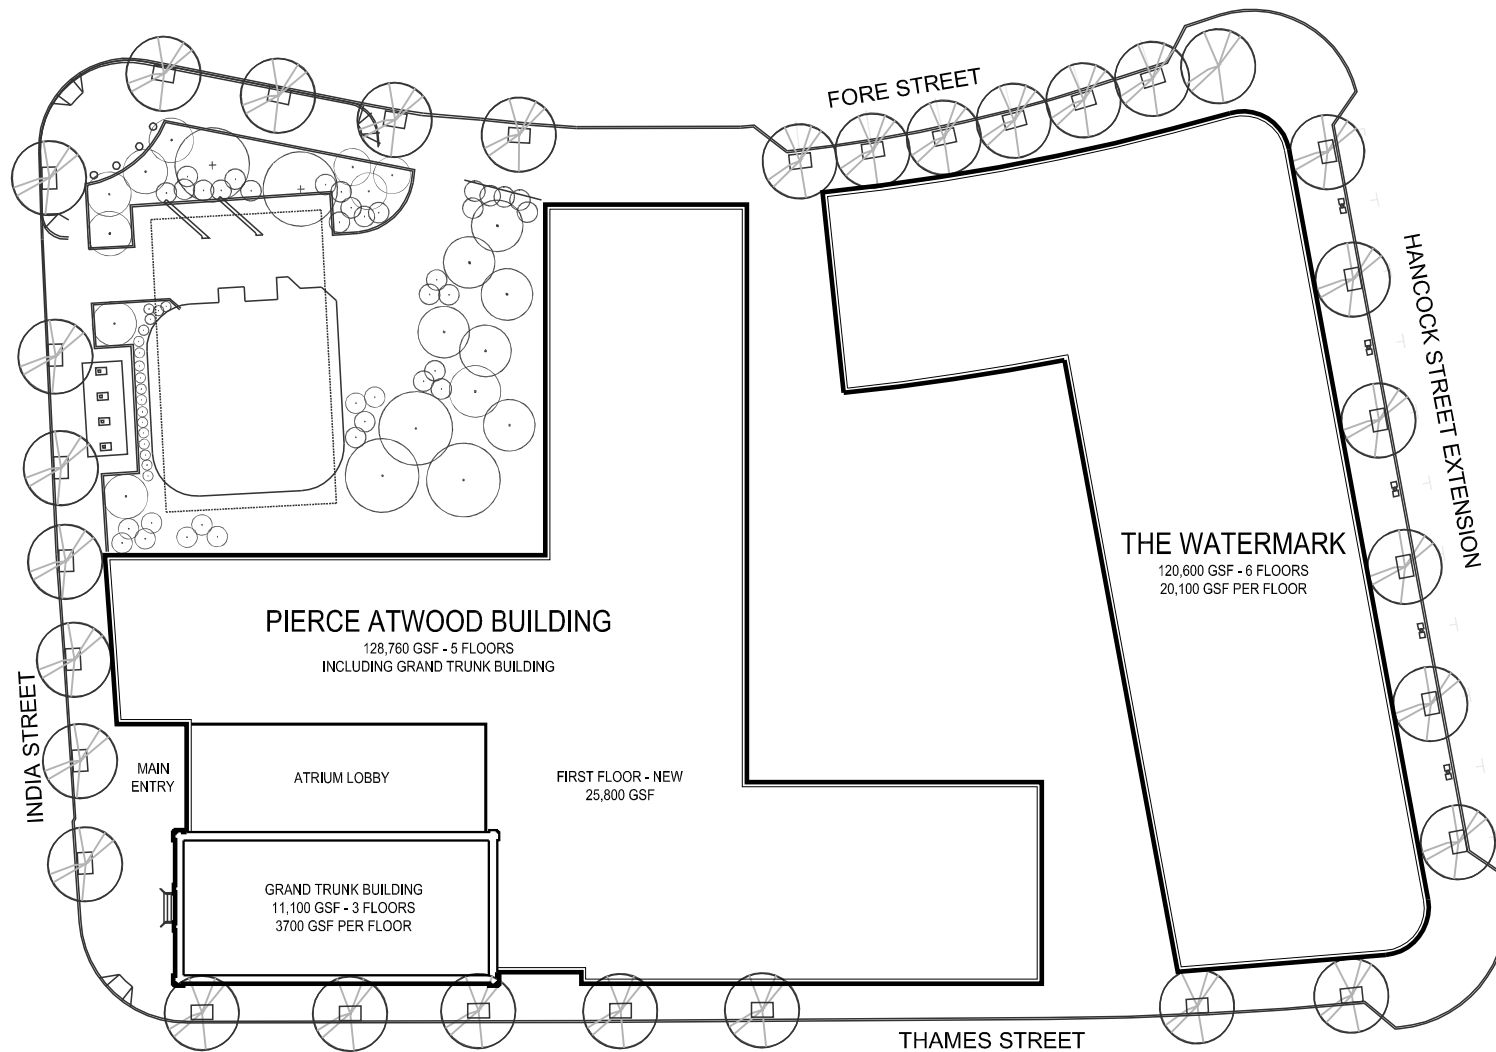 FORE STREET
HANCOCK STREET EXTENSION
THE WATERMARK
120,600 GSF - 6 FLOORS
20,100 GSF PER FLOOR
PIERCE ATWOOD BUILDING
128,760 GSF - 5 FLOORS
INCLUDING GRAND TRUNK BUILDING
INDIA STREET
MAIN
ENTRY
ATRIUM LOBBY
FIRST FLOOR - NEW
25,800 GSF
GRAND TRUNK BUILDING
11,100 GSF - 3 FLOORS
3700 GSF PER FLOOR
THAMES STREET